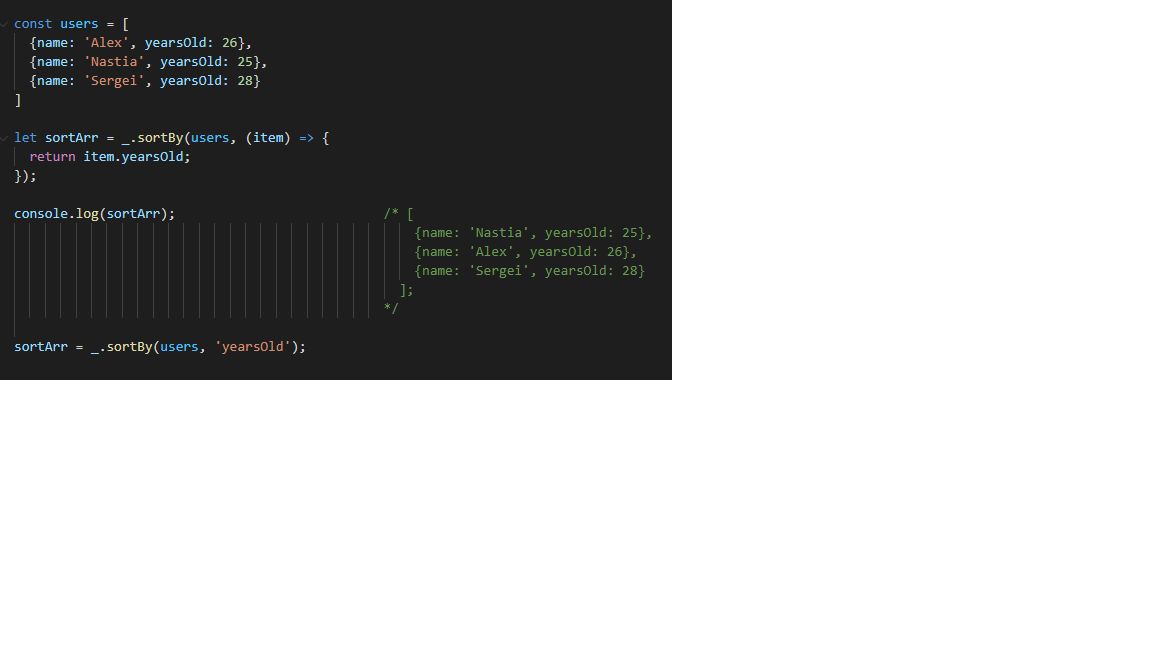 const users = [
{name: 'Alex', yearsOld: 26},
{name: 'Nastia', yearsOld: 25},
{name: 'Sergei', yearsOld: 28}
]
let sortArr = _.sortBy(users, (item) => {
return item.yearsOld;
});
console.log(sortArr); /* [
{name: 'Nastia', yearsOld: 25},
{name: 'Alex', yearsOld: 26},
{name: 'Sergei', yearsOld: 28}
];
*/
sortArr = _.sortBy(users, 'yearsOld');